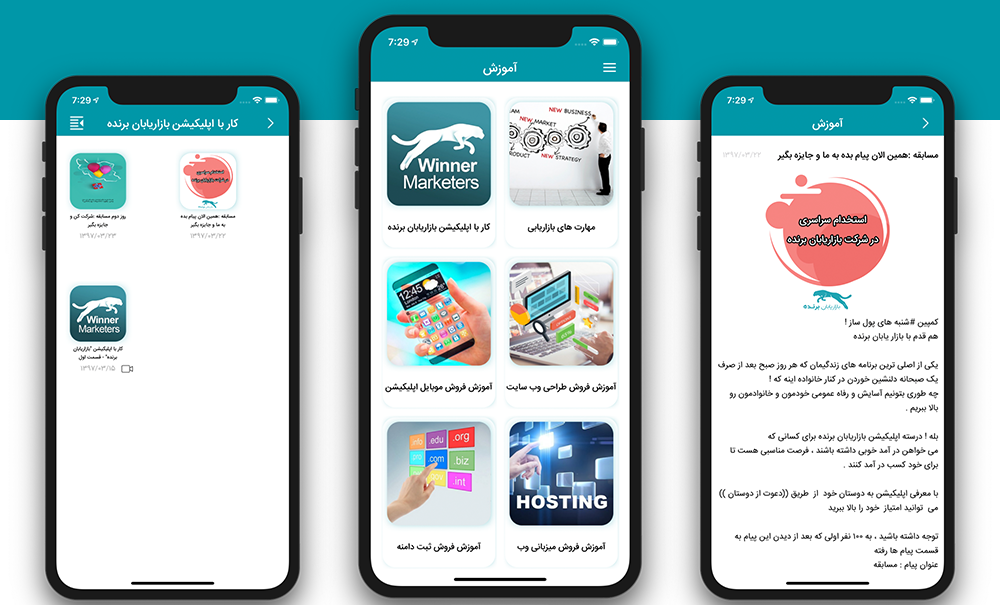 7:29
کار با اپلیکیشن بازاریابان برنده
استخدام سراسری
در شرکت بازاریابان برنده
مسابقه :همین الان پیام بده
به ما و جایزه بگیر
۱۳۹۷/۰۳/۲۲
روز دوم مسابقه :شرکت کن و
جایزه بگیر
۱۳۹۷/۰۳/۲۳
Winner
Marketers
کار با اپلیکیشن "بازاریابان
برنده" - قسمت اول
۱۳۹۷/۰۳/۱۵
7:29
آموزش
NEW BUSINESS
NEW
MARKET
PRODUCT
NEW STRATEGY
مهارت های بازاریابی
Winner
Marketers
کار با اپلیکیشن بازاریابان برنده
آموزش فروش طراحی وب سایت
12:45
آموزش فروش موبایل اپلیکیشن
HOSTING
آموزش فروش میزبانی وب
.info
.edu
.org
.pro
.com
.biz
.int
آموزش فروش ثبت دامنه
7:29
آموزش
مسابقه :همین الان پیام بده به ما و جایزه بگیر
۱۳۹۷/۰۳/۲۲
استخدام سراسری
در شرکت بازاریابان برنده
بازاریابان برنده
کمپین #شنبه های پول ساز !
هم قدم با بازار یابان برنده
یکی از اصلی ترین برنامه های زندگیمان که هر روز صبح بعد از صرف
یک صبحانه دلنشین خوردن در کنار خانواده اینه که !
چه طوری بتونیم آسایش و رفاه عمومی خودمون و خانوادمون رو
بالا ببریم .
بله ! درسته اپلیکیشن بازاریابان برنده برای کسانی که
می خواهن در آمد خوبی داشته باشند ، فرصت مناسبی هست تا
برای خود کسب در آمد کنند .
با معرفی اپلیکیشن به دوستان خود از طریق ((دعوت از دوستان ))
می توانید امتیاز خود را بالا ببرید
توجه داشته باشید ، به ۱۰۰ نفر اولی که بعد از دیدن این پیام به
قسمت پیام ها رفته
عنوان پیام : مسابقه